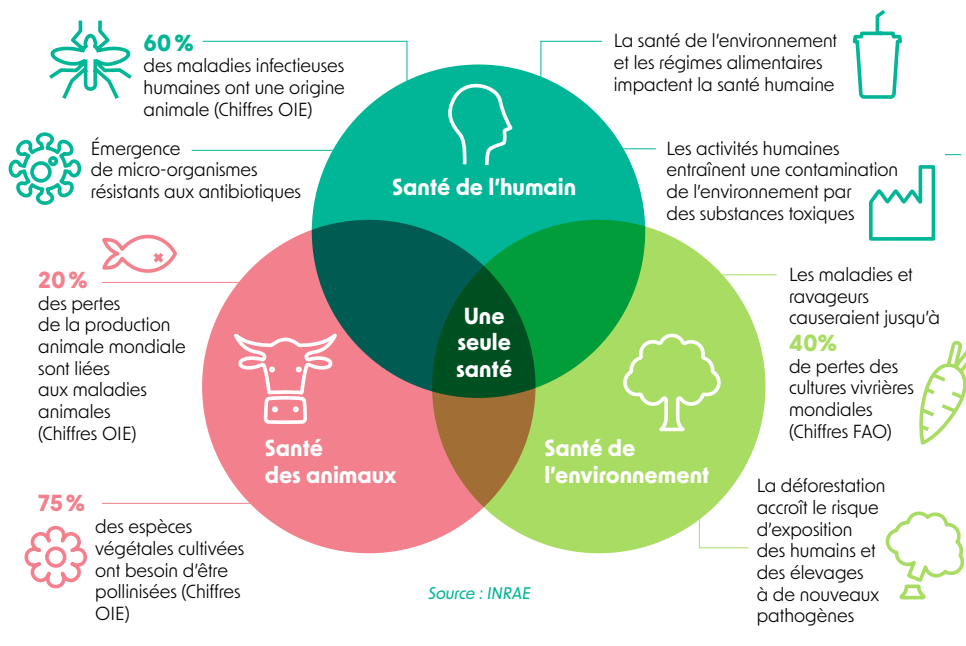 60 %
des maladies infectieuses
humaines ont une origine
animale (Chiffres OIE)
La santé de l'environnement
et les régimes alimentaires
impactent la santé humaine
Émergence
de micro-organismes
résistants aux antibiotiques
Les activités humaines
entraînent une contamination
de l'environnement par
des substances toxiques
Santé de l'humain
20 %
des pertes
de la production
animale mondiale
sont liées
aux maladies
animales
(Chiffres OIE)
Les maladies et
ravageurs
causeraient jusqu'à
40%
de pertes des
cultures vivrières
mondiales
(Chiffres FAO)
Une
seule
santé
Santé
des animaux
Santé de
l'environnement
75 %
des espèces
végétales cultivées
ont besoin d'être
pollinisées (Chiffres
OIE)
La déforestation
accroît le risque
d'exposition
des humains et
des élevages
à de nouveaux
pathogènes
Source : INRAE